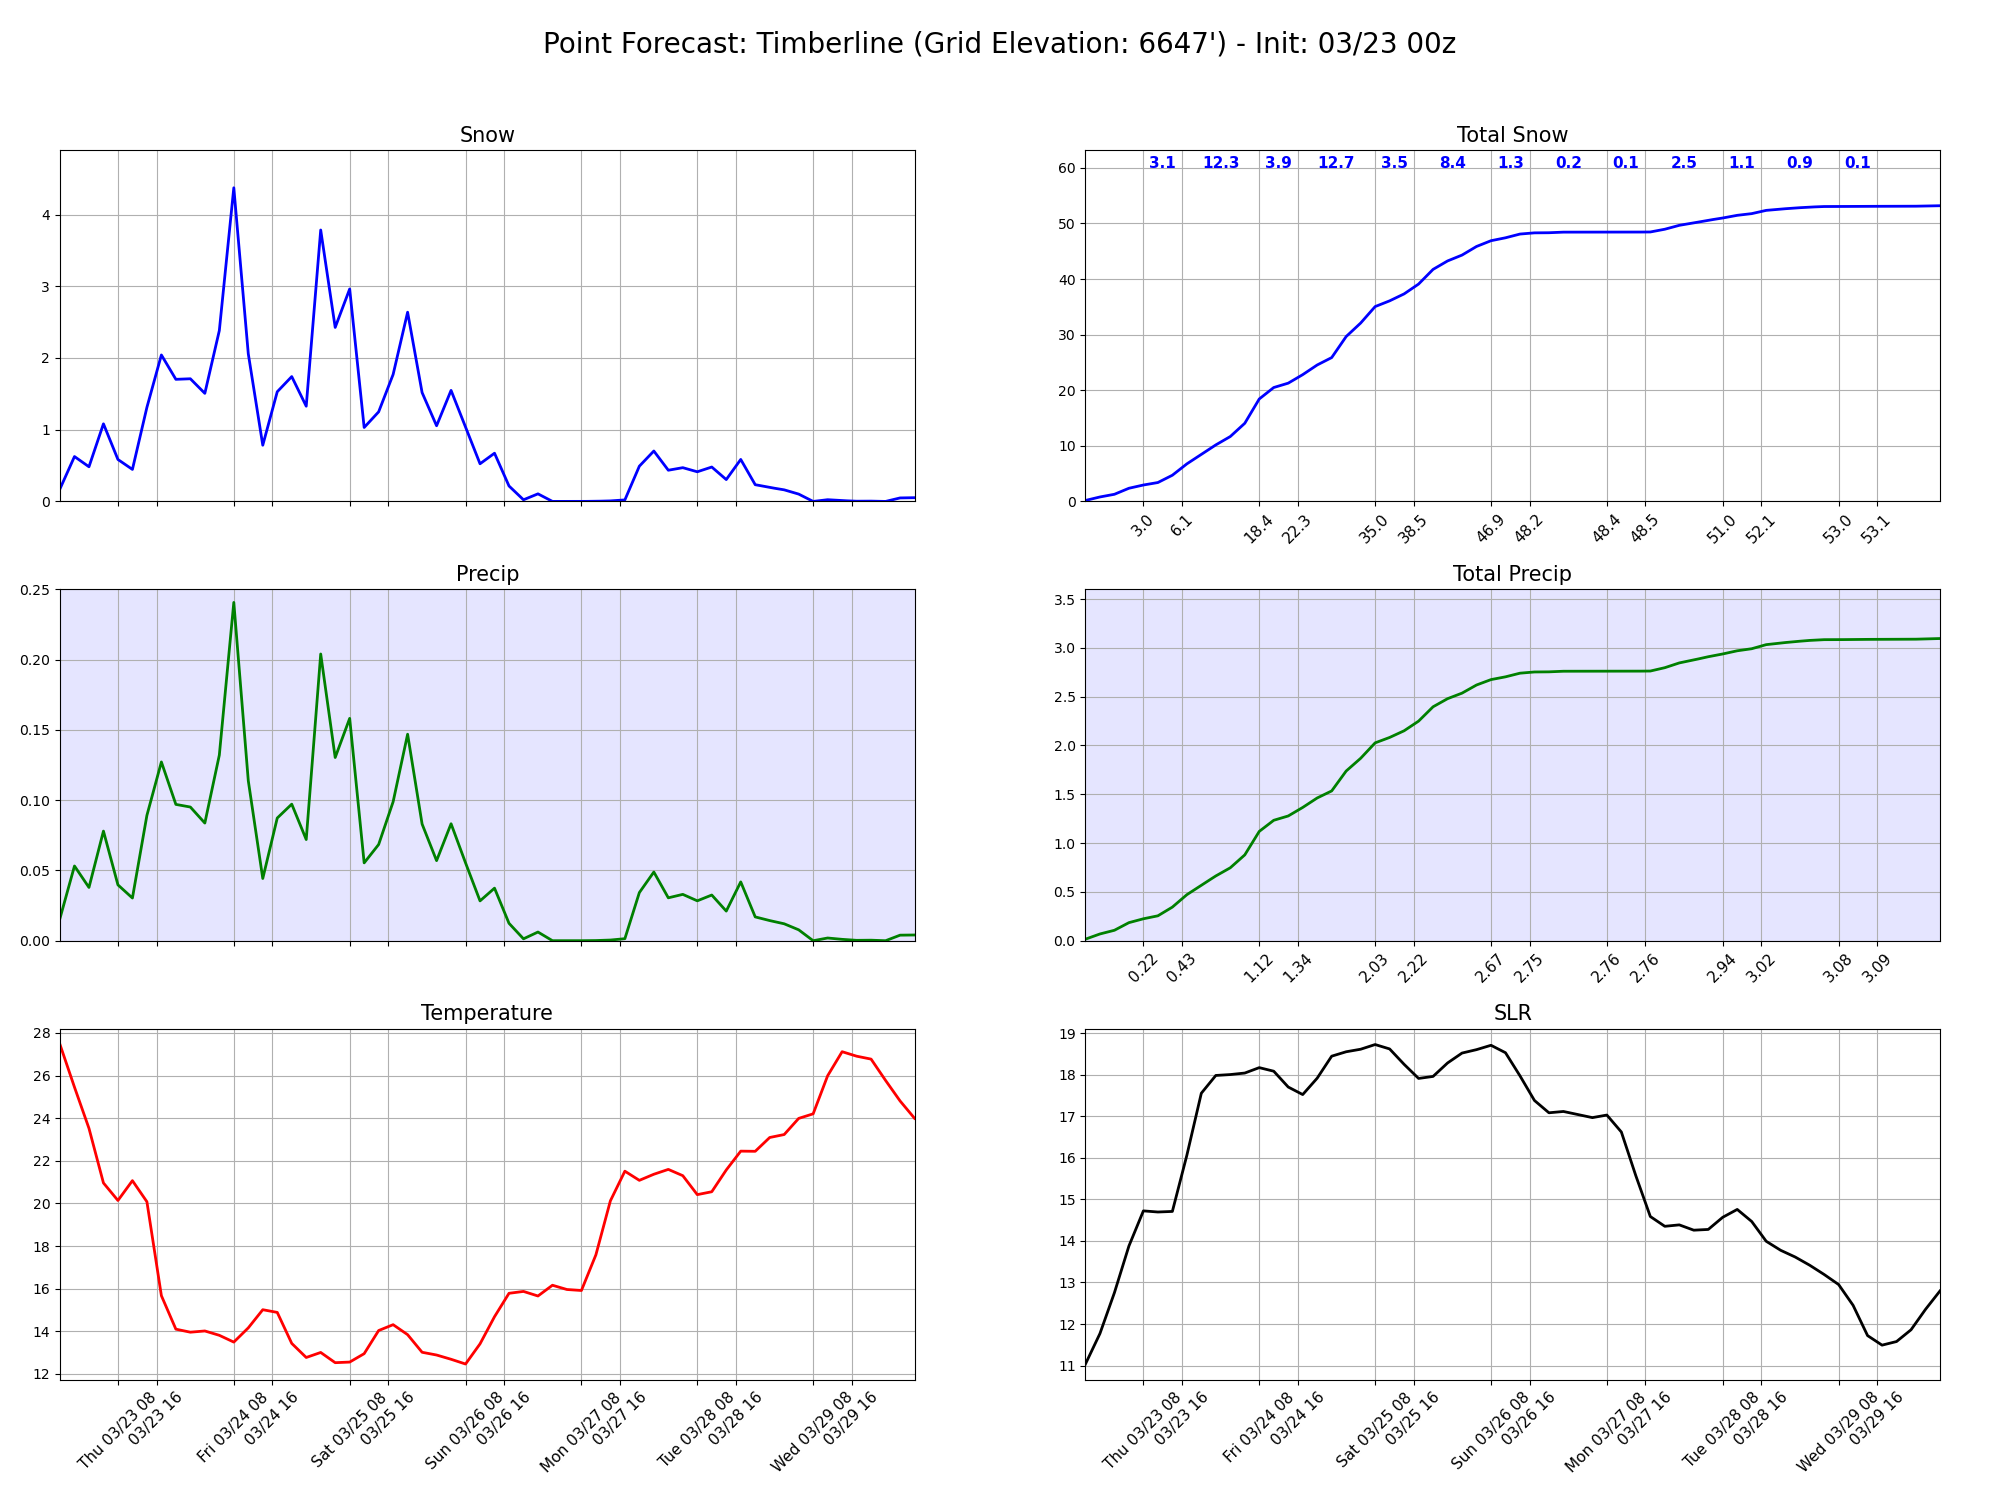 Point Forecast: Timberline (Grid Elevation: 6647') - Init: 03/23 00z
Snow
4
3
2
1
0
Total Snow
3.1 12.3 3.9 12.7 3.5 8.4 1.3 0.2 0.1 2.5 1.1 0.9 0.1
60
50
40
30
20
10
0
3.0 6.1 18.4 22.3 35.0 38.5 46.9 48.2 48.4 48.5 51.0 52.1 53.0 53.1
Precip
0.25
0.20
0.15
0.10
0.05
0.00
Total Precip
3.5
3.0
2.5
2.0
1.5
1.0
0.5
0.0
0.22 0.43 1.12 1.34 2.03 2.22 2.67 2.75 2.76 2.76 2.94 3.02 3.08 3.09
Temperature
28
26
24
22
20
18
16
14
12
Thu 03/23 08
03/23 16
Fri 03/24 08
03/24 16
Sat 03/25 08
03/25 16
Sun 03/26 08
03/26 16
Mon 03/27 08
03/27 16
Tue 03/28 08
03/28 16
Wed 03/29 08
03/29 16
SLR
19
18
17
16
15
14
13
12
11
Thu 03/23 08
03/23 16
Fri 03/24 08
03/24 16
Sat 03/25 08
03/25 16
Sun 03/26 08
03/26 16
Mon 03/27 08
03/27 16
Tue 03/28 08
03/28 16
Wed 03/29 08
03/29 16